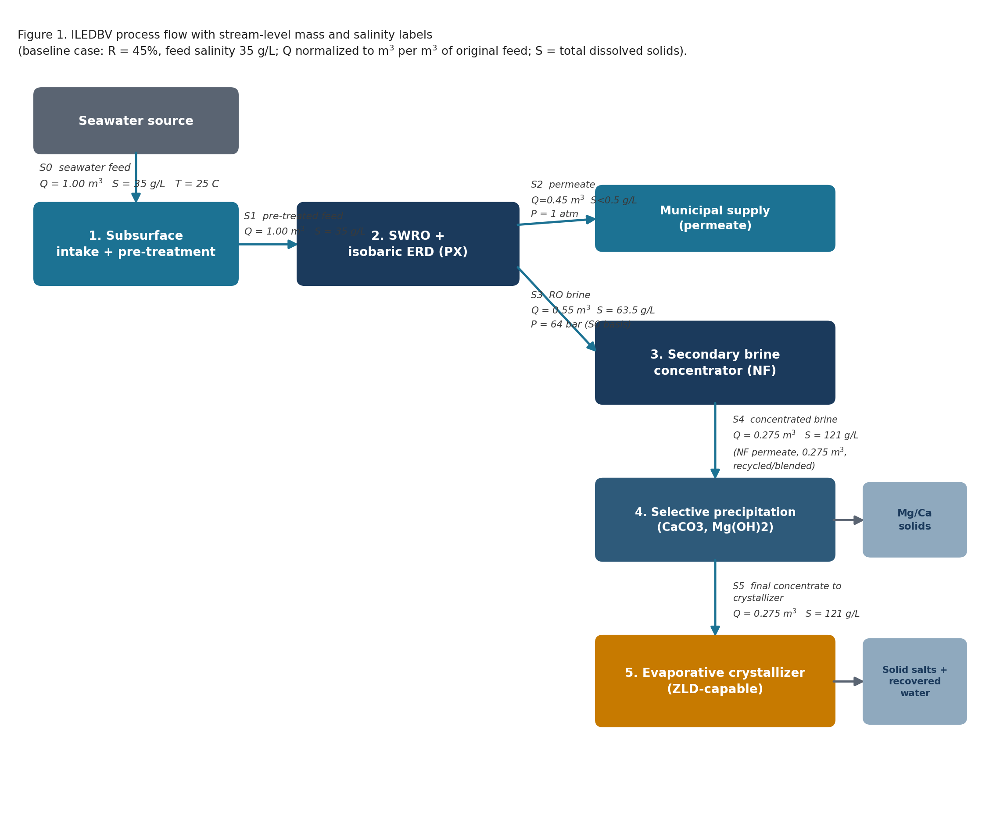 Figure 1. ILEDBV process flow with stream-level mass and salinity labels
(baseline case: R = 45%, feed salinity 35 g/L; Q normalized to m³ per m³ of original feed; S = total dissolved solids).
Seawater source
S0 seawater feed
Q = 1.00 m³ S = 35 g/L T = 25 C
1. Subsurface
intake + pre-treatment
S1 pre-treated feed
Q = 1.00 m³ S = 35 g/L
2. SWRO +
isobaric ERD (PX)
S2 permeate
Q=0.45 m³ S<0.5 g/L
P = 1 atm
Municipal supply
(permeate)
S3 RO brine
Q = 0.55 m³ S = 63.5 g/L
P = 64 bar (S0 basis)
3. Secondary brine
concentrator (NF)
S4 concentrated brine
Q = 0.275 m³ S = 121 g/L
(NF permeate, 0.275 m³,
recycled/blended)
4. Selective precipitation
(CaCO3, Mg(OH)2)
Mg/Ca
solids
S5 final concentrate to
crystallizer
Q = 0.275 m³ S = 121 g/L
5. Evaporative crystallizer
(ZLD-capable)
Solid salts +
recovered
water